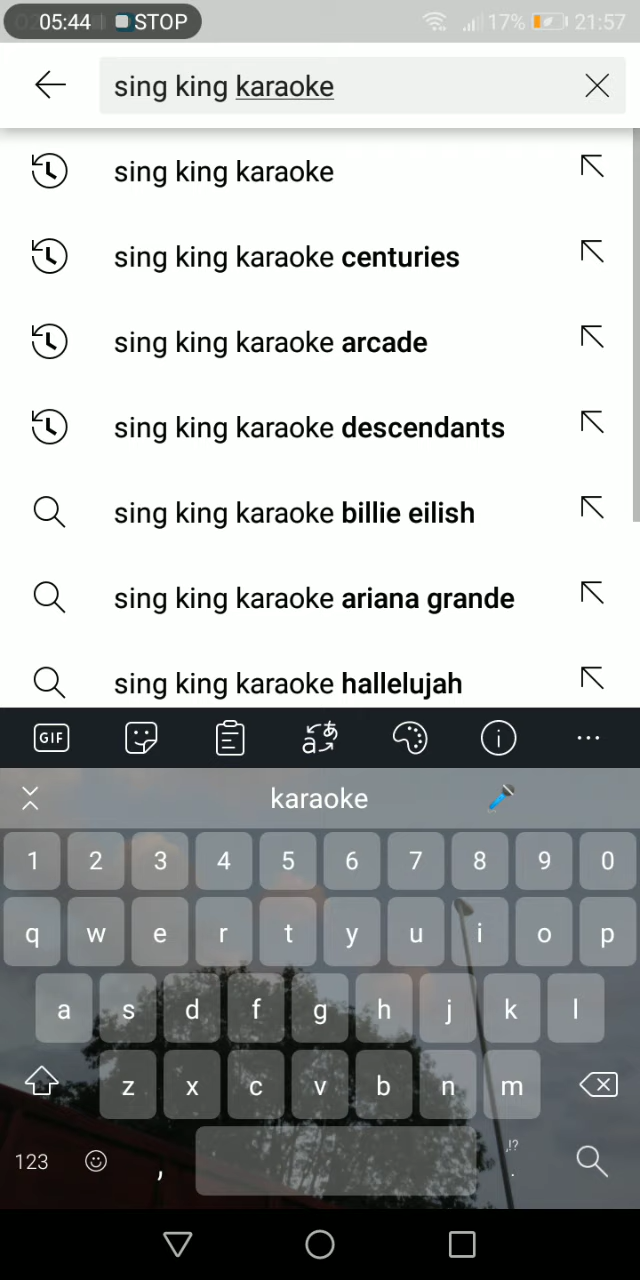 05:44 STOP 17% 21:57
sing king karaoke
sing king karaoke
sing king karaoke centuries
sing king karaoke arcade
sing king karaoke descendants
sing king karaoke billie eilish
sing king karaoke ariana grande
sing king karaoke hallelujah
GIF aあ
karaoke
1 2 3 4 5 6 7 8 9 0
q w e r t y u i o p
a s d f g h j k l
z x c v b n m
123 , ,!? .